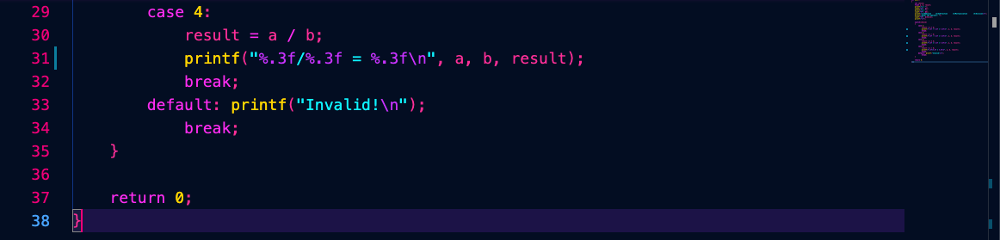 29 case 4:
30 result = a / b;
31 printf("%.3f/%.3f = %.3f\n", a, b, result);
32 break;
33 default: printf("Invalid!\n");
34 break;
35 }
36
37 return 0;
38 }